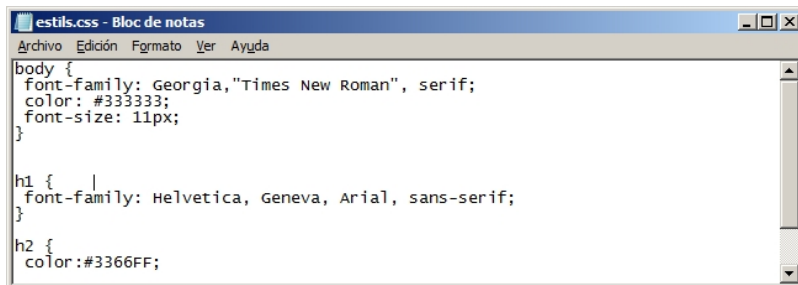 estils.css - Bloc de notas
Archivo Edición Formato Ver Ayuda
body {
font-family: Georgia,"Times New Roman", serif;
color: #333333;
font-size: 11px;
}
h1 {
font-family: Helvetica, Geneva, Arial, sans-serif;
}
h2 {
color:#3366FF;